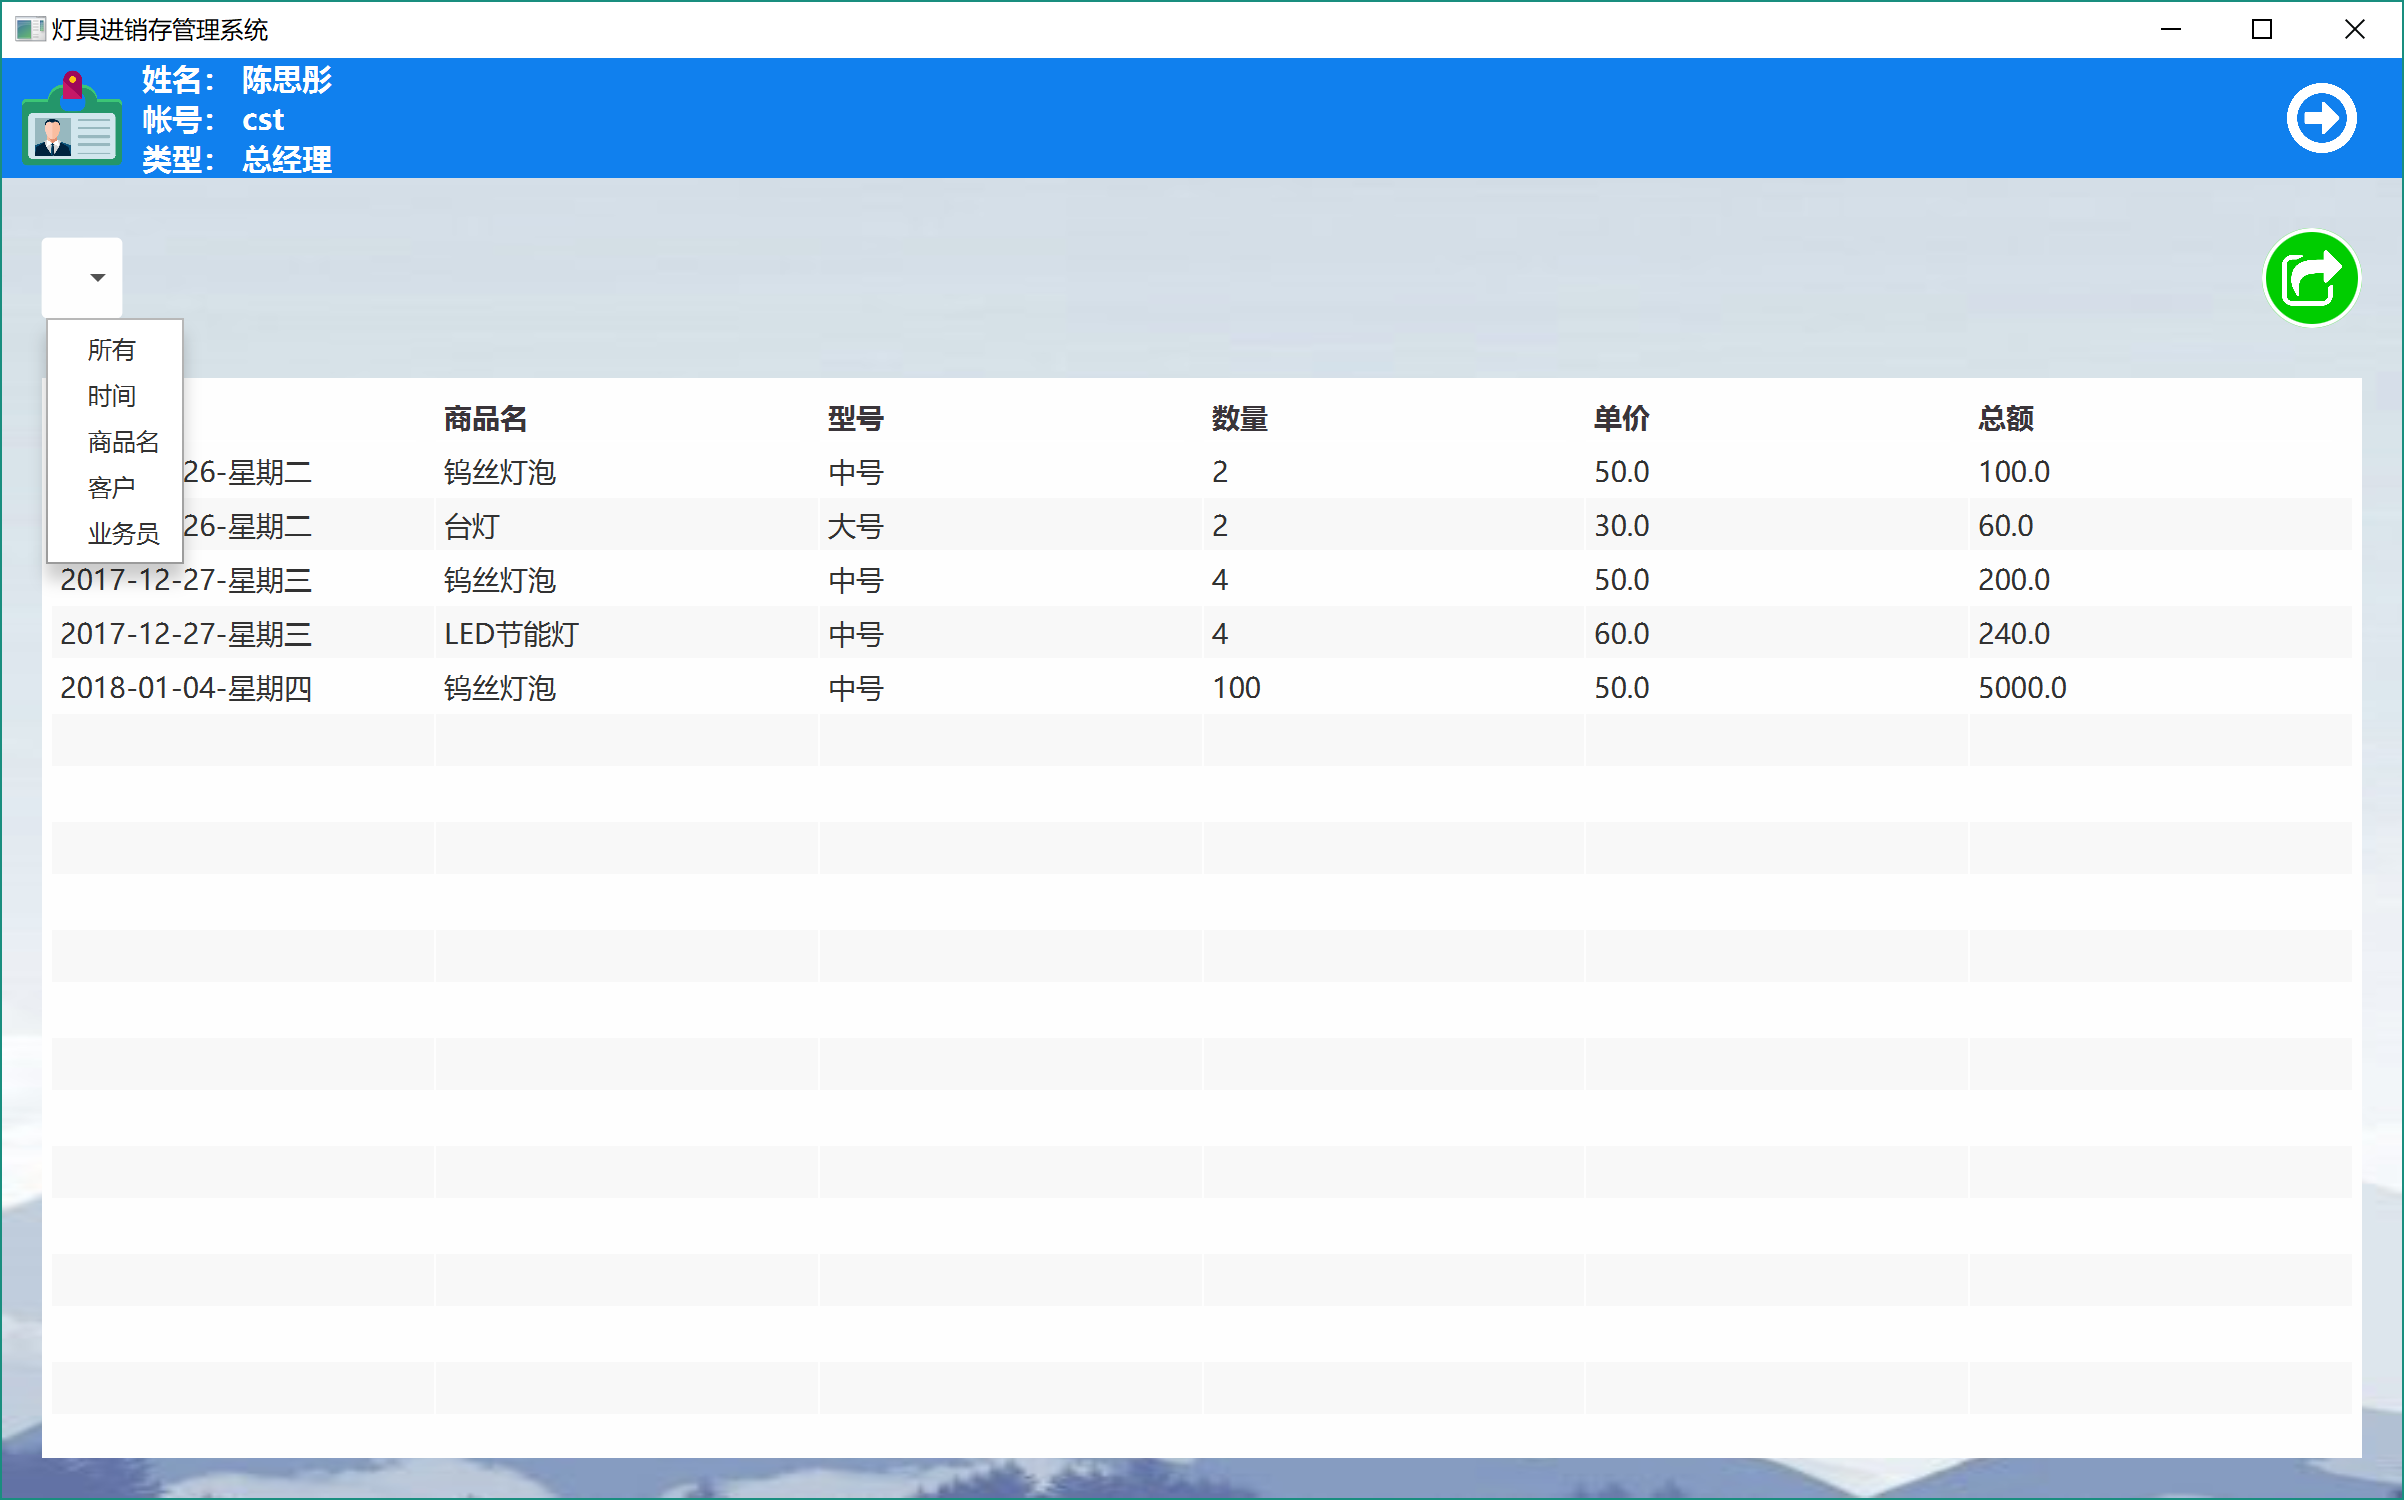 灯具进销存管理系统
姓名： 陈思彤
帐号： cst
类型： 总经理
所有
时间
商品名
客户
业务员
商品名 型号 数量 单价 总额
26-星期二 钨丝灯泡 中号 2 50.0 100.0
26-星期二 台灯 大号 2 30.0 60.0
2017-12-27-星期三 钨丝灯泡 中号 4 50.0 200.0
2017-12-27-星期三 LED节能灯 中号 4 60.0 240.0
2018-01-04-星期四 钨丝灯泡 中号 100 50.0 5000.0